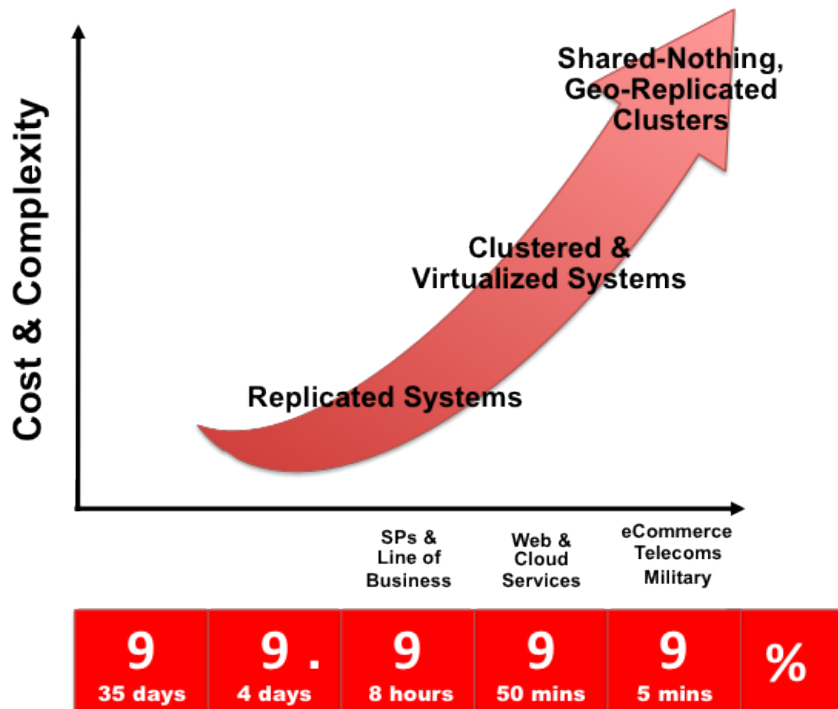 Shared-Nothing,
Geo-Replicated
Clusters
Clustered &
Virtualized Systems
Replicated Systems
Cost & Complexity
SPs &
Line of
Business
Web &
Cloud
Services
eCommerce
Telecoms
Military
9 9 . 9 9 9 %
35 days 4 days 8 hours 50 mins 5 mins